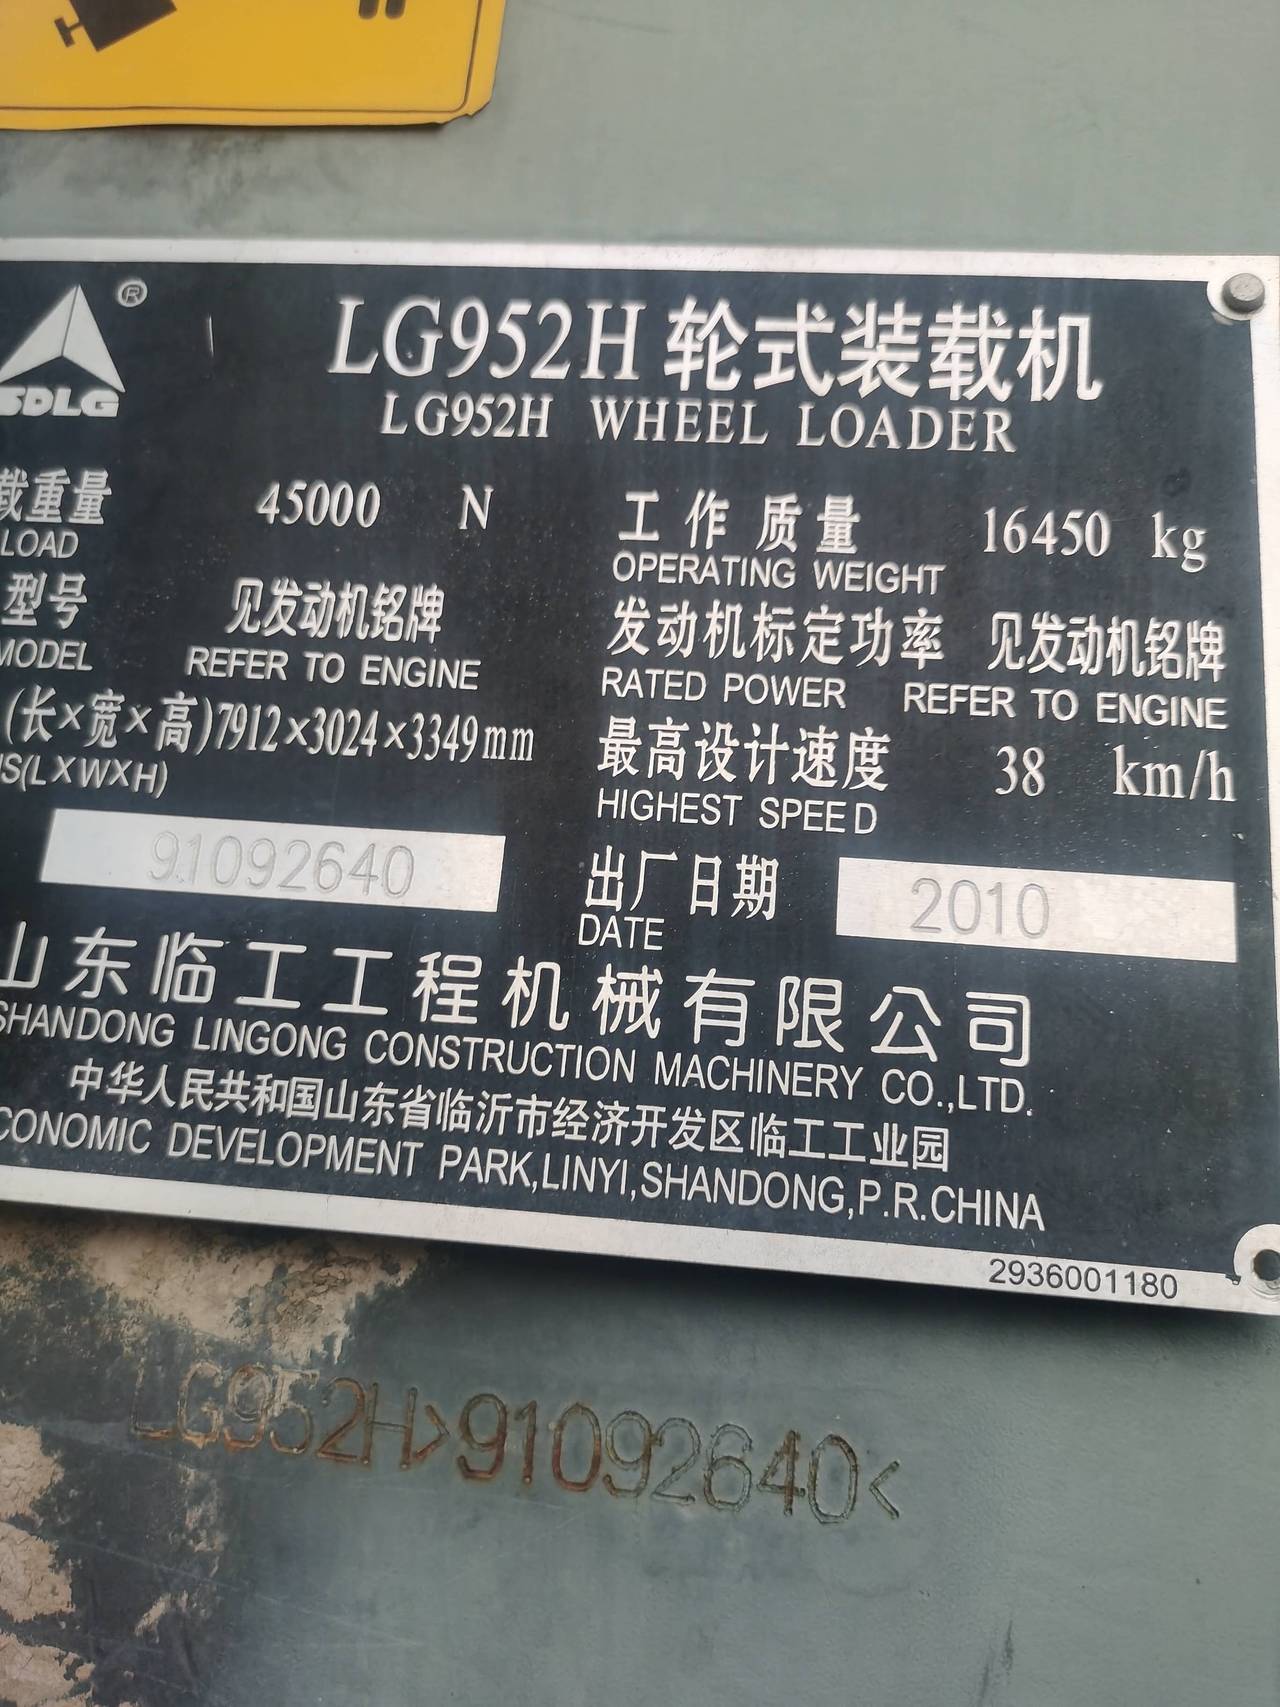 ®
SDLG
LG952H 轮式装载机
LG952H WHEEL LOADER
载重量 45000 N
LOAD
工作质量 16450 kg
OPERATING WEIGHT
型号 见发动机铭牌
MODEL REFER TO ENGINE
发动机标定功率 见发动机铭牌
RATED POWER REFER TO ENGINE
(长×宽×高)7912×3024×3349mm
(L×W×H)
最高设计速度 38 km/h
HIGHEST SPEED
91092640
出厂日期 2010
DATE
山东临工工程机械有限公司
SHANDONG LINGONG CONSTRUCTION MACHINERY CO.,LTD.
中华人民共和国山东省临沂市经济开发区临工工业园
ECONOMIC DEVELOPMENT PARK,LINYI,SHANDONG,P.R.CHINA
2936001180
LG952H>91092640<